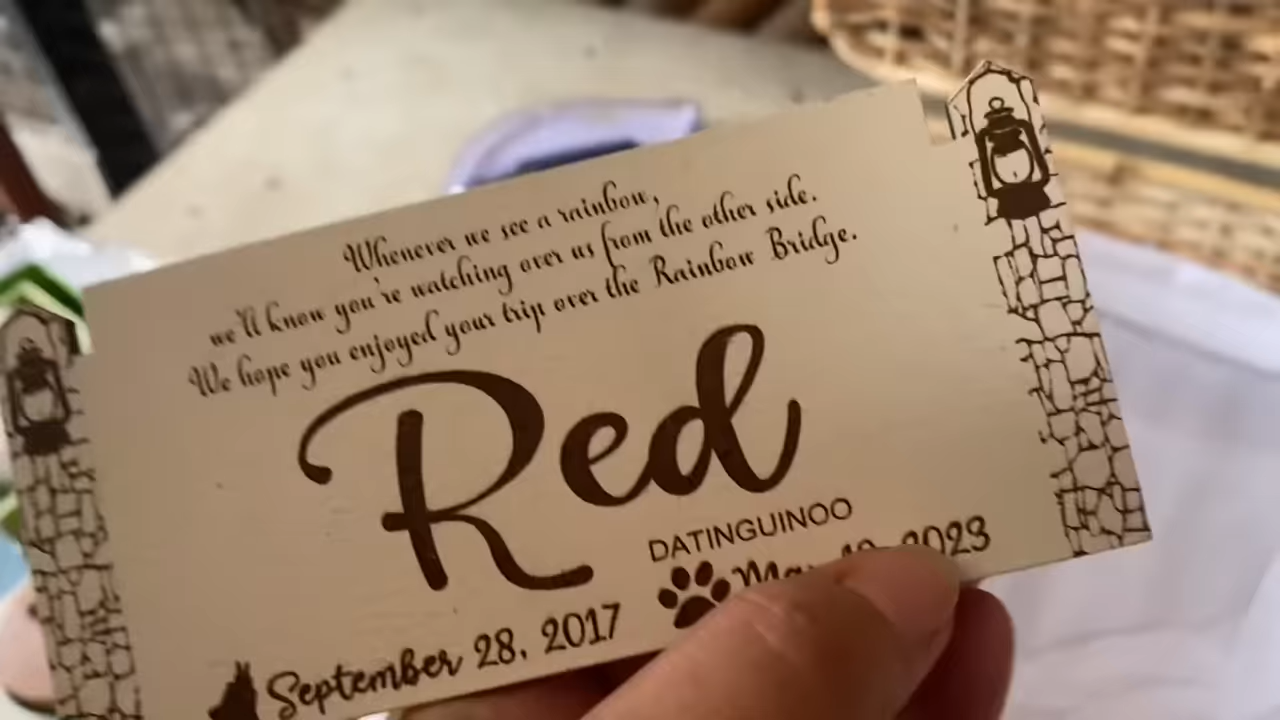 Whenever we see a rainbow,
we'll know you're watching over us from the other side.
We hope you enjoyed your trip over the Rainbow Bridge.
Red
DATINGUINOO
September 28, 2017
2023